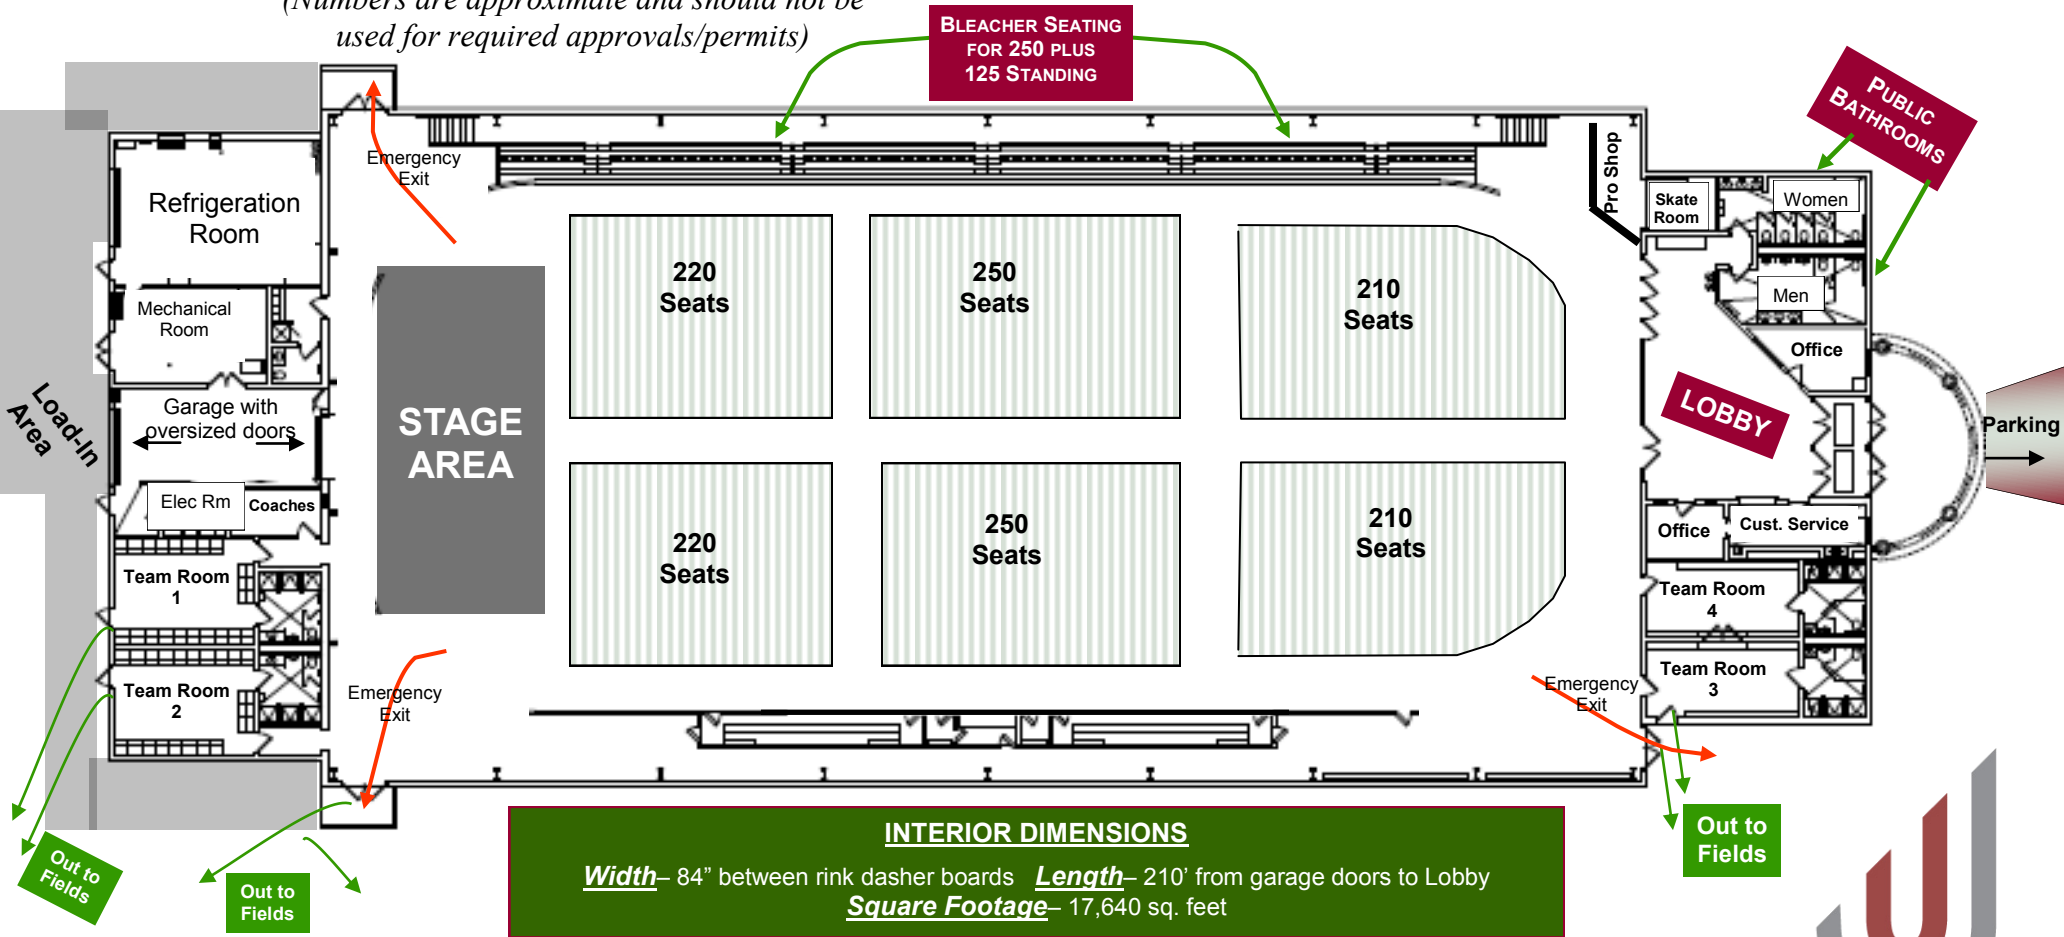 (Numbers are approximate and should not be
used for required approvals/permits)
BLEACHER SEATING
FOR 250 PLUS
125 STANDING
PUBLIC
BATHROOMS
Emergency
Exit
Refrigeration
Room
Pro Shop
Skate
Room
Women
220
Seats
250
Seats
210
Seats
Men
Mechanical
Room
Office
Load-In
Area
Garage with
oversized doors
STAGE
AREA
LOBBY
Parking
Elec Rm
Coaches
220
Seats
250
Seats
210
Seats
Office
Cust. Service
Team Room
1
Team Room
4
Team Room
2
Team Room
3
Emergency
Exit
Emergency
Exit
Out to
Fields
Out to
Fields
Out to
Fields
INTERIOR DIMENSIONS
Width– 84” between rink dasher boards Length– 210’ from garage doors to Lobby
Square Footage– 17,640 sq. feet